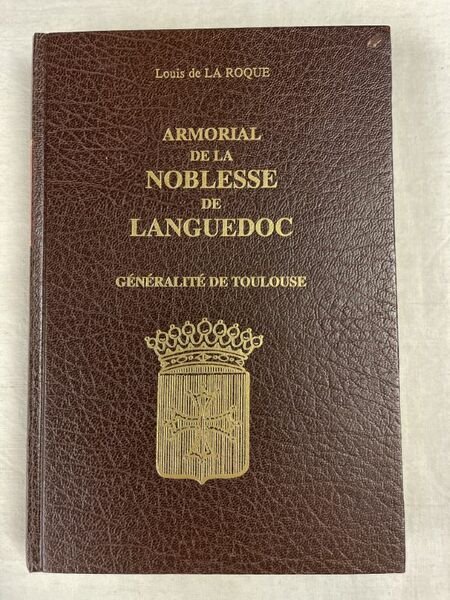 Louis de LA ROQUE
ARMORIAL
DE LA
NOBLESSE
DE
LANGUEDOC
GÉNÉRALITÉ DE TOULOUSE